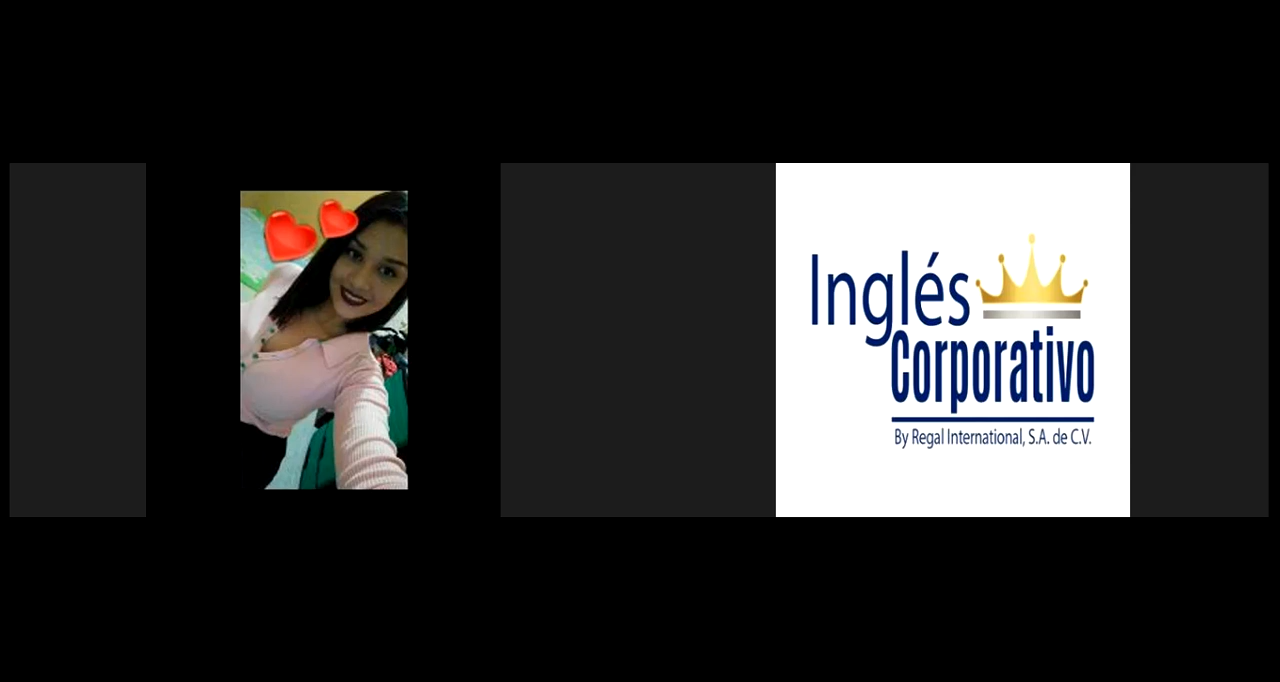 Inglés
Corporativo
By Regal International, S.A. de C.V.